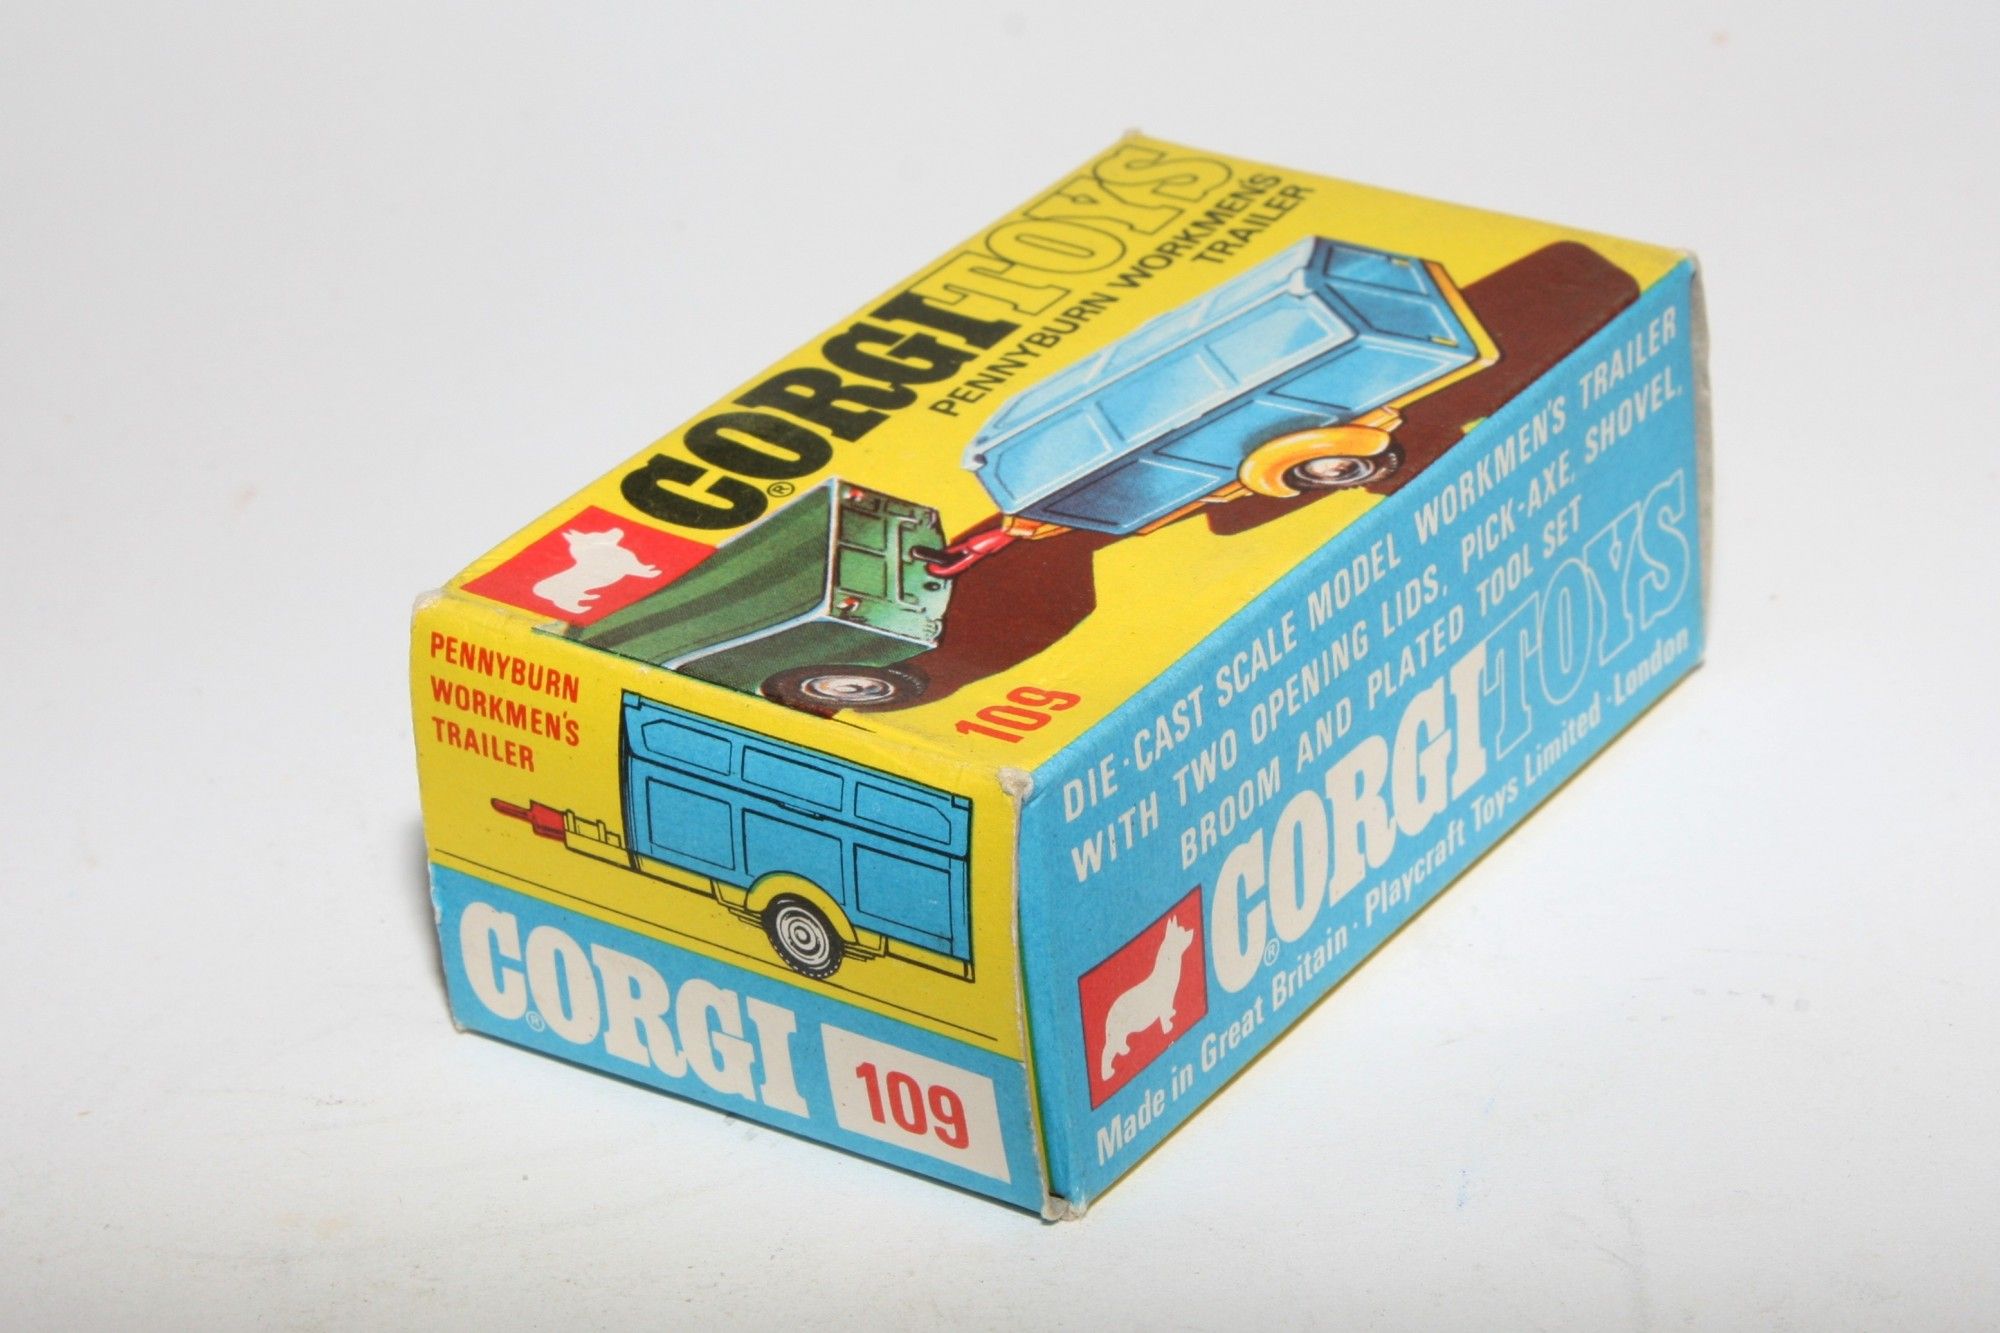 CORGI TOYS
®
PENNYBURN WORKMEN'S
TRAILER
109
PENNYBURN
WORKMEN'S
TRAILER
CORGI 109
®
DIE-CAST SCALE MODEL WORKMEN'S TRAILER
WITH TWO OPENING LIDS, PICK-AXE, SHOVEL,
BROOM AND PLATED TOOL SET
CORGI TOYS
®
Made in Great Britain · Playcraft Toys Limited · London